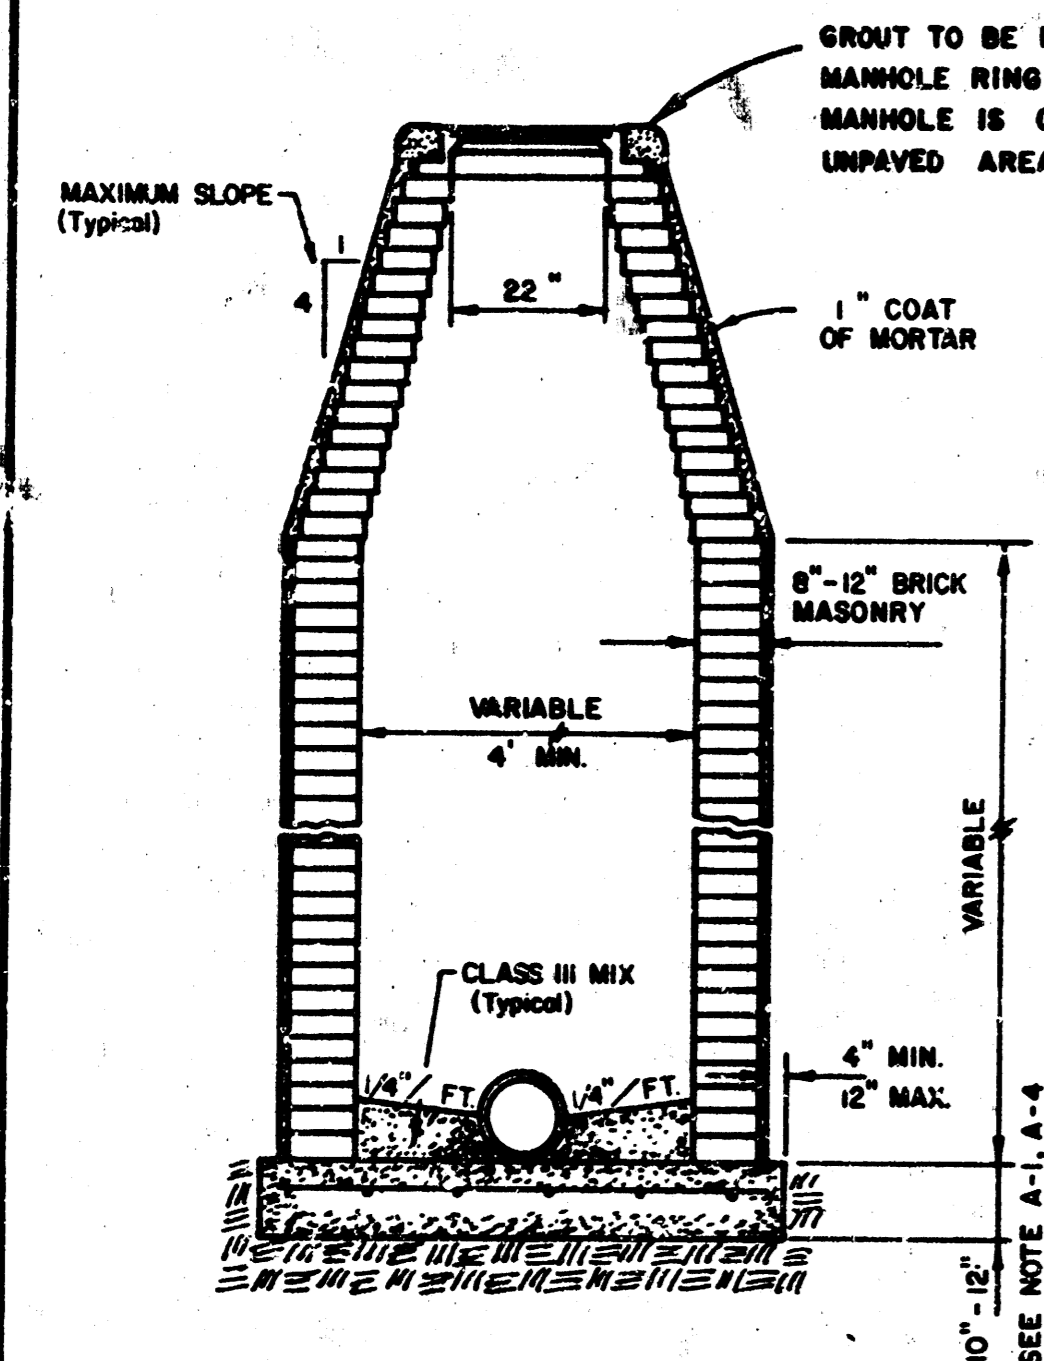 GROUT TO BE
MANHOLE RING
MANHOLE IS
UNPAVED AREA
MAXIMUM SLOPE
(Typical)
1
4
22"
1" COAT
OF MORTAR
8"-12" BRICK
MASONRY
VARIABLE
4' MIN.
VARIABLE
CLASS III MIX
(Typical)
1/4"/FT.
1/4"/FT.
4" MIN.
12" MAX.
10"-12"
SEE NOTE A-1, A-4